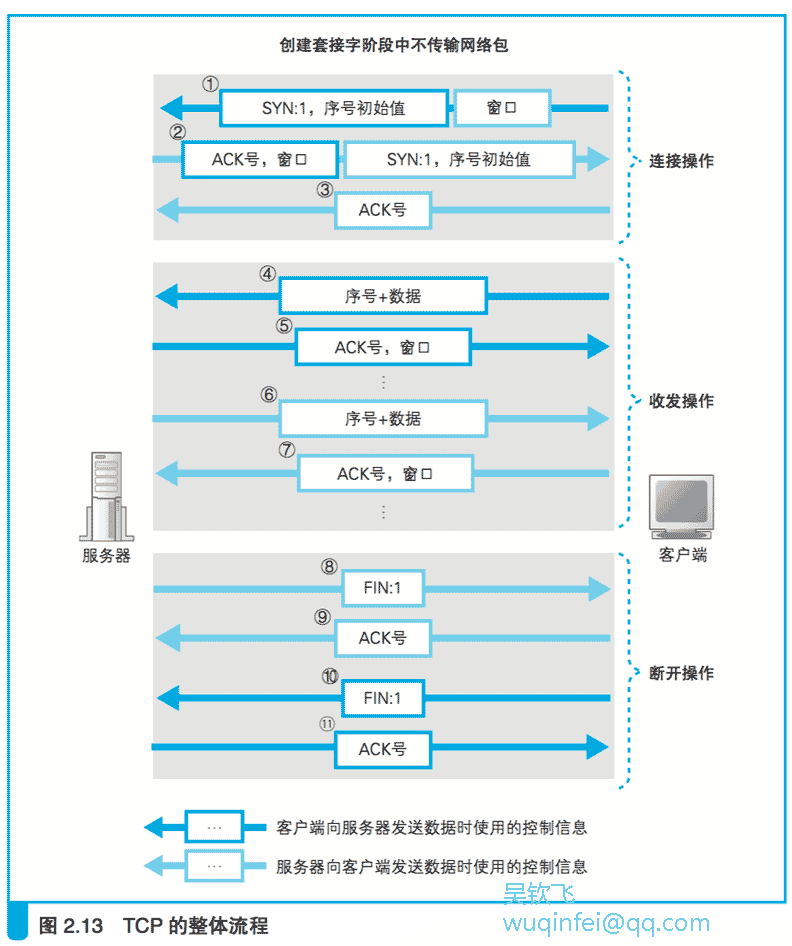 创建套接字阶段中不传输网络包
① SYN:1，序号初始值 窗口
② ACK号，窗口 SYN:1，序号初始值
连接操作
③ ACK号
④ 序号+数据
⑤ ACK号，窗口
⋮
收发操作
⑥ 序号+数据
⑦ ACK号，窗口
⋮
服务器
客户端
⑧ FIN:1
⑨ ACK号
断开操作
⑩ FIN:1
⑪ ACK号
… 客户端向服务器发送数据时使用的控制信息
… 服务器向客户端发送数据时使用的控制信息
吴钦飞
图 2.13 TCP 的整体流程
wuqinfei@qq.com